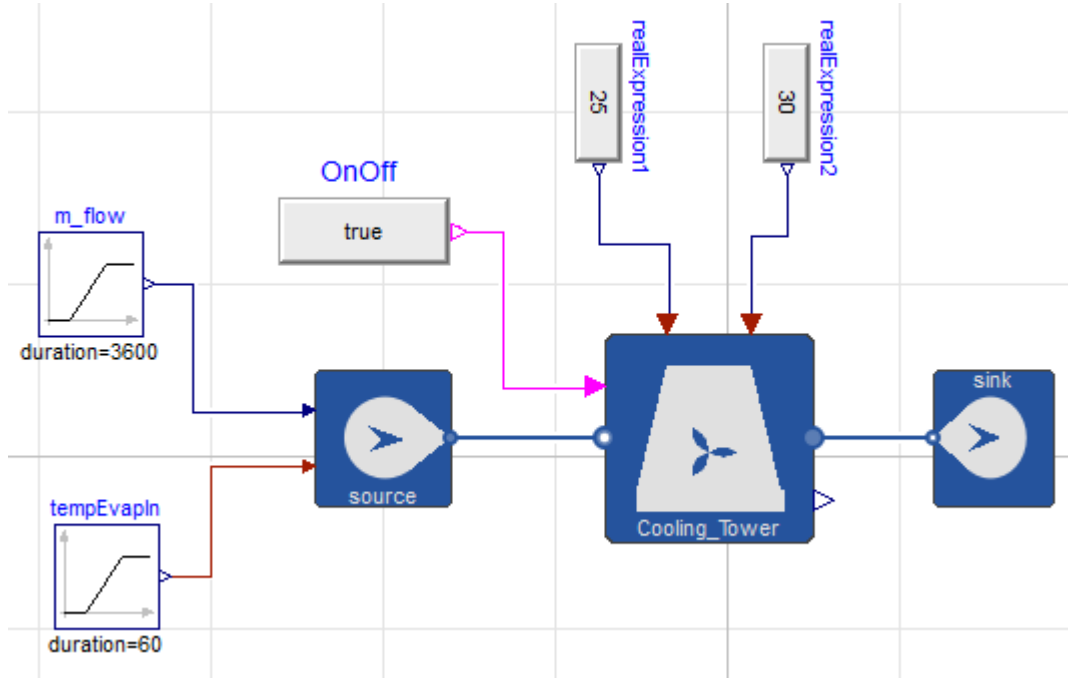 realExpression1
25
realExpression2
30
OnOff
true
m_flow
duration=3600
sink
source
Cooling_Tower
tempEvapIn
duration=60